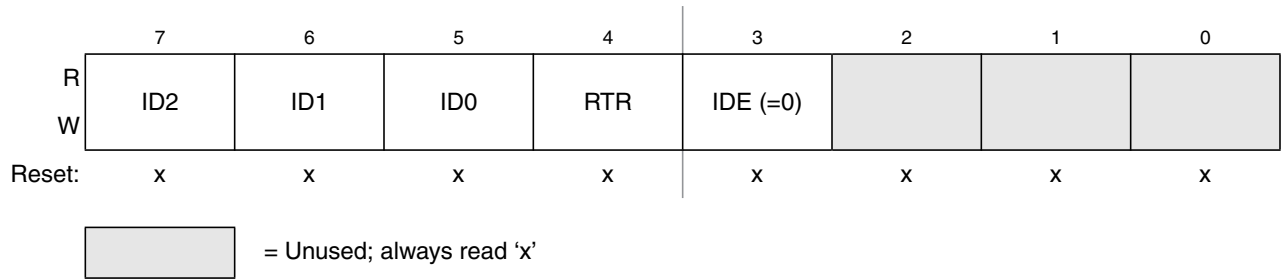 7 6 5 4 3 2 1 0
R
ID2 ID1 ID0 RTR IDE (=0)
W
Reset: x x x x x x x x
= Unused; always read ‘x’